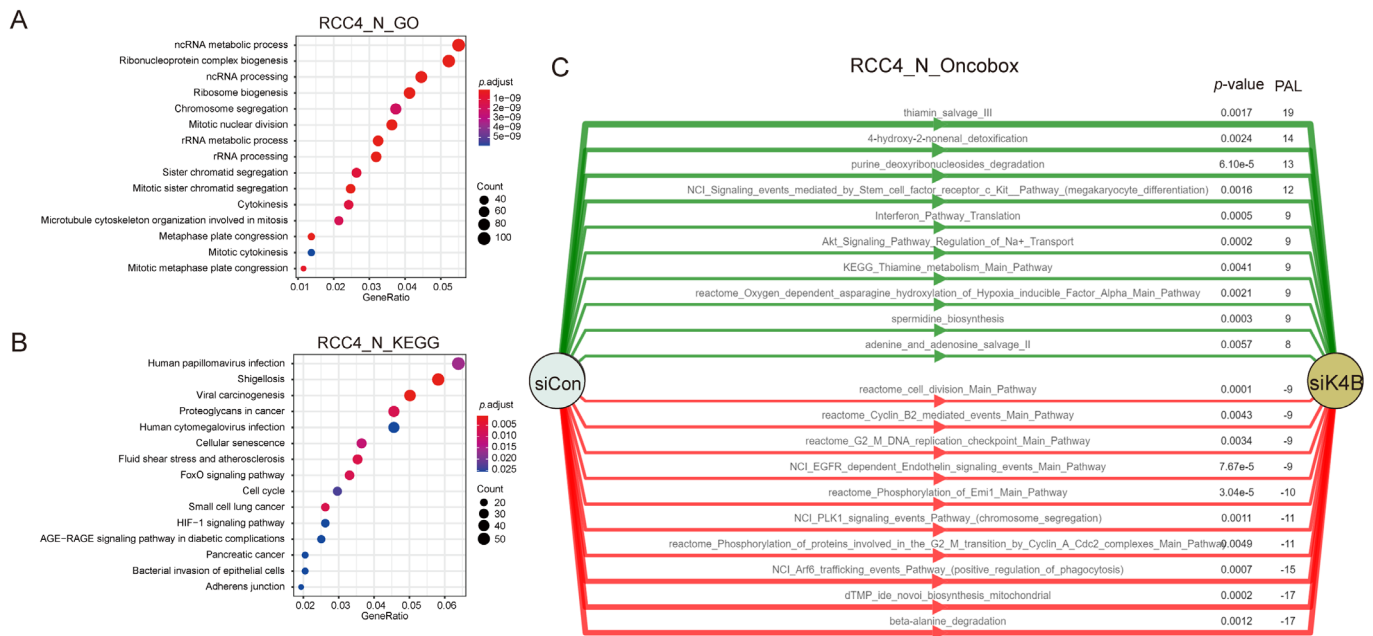 A
RCC4_N_GO
ncRNA metabolic process
Ribonucleoprotein complex biogenesis
ncRNA processing
Ribosome biogenesis
Chromosome segregation
Mitotic nuclear division
rRNA metabolic process
rRNA processing
Sister chromatid segregation
Mitotic sister chromatid segregation
Cytokinesis
Microtubule cytoskeleton organization involved in mitosis
Metaphase plate congression
Mitotic cytokinesis
Mitotic metaphase plate congression
0.01 0.02 0.03 0.04 0.05
GeneRatio
p.adjust
1e-09
2e-09
3e-09
4e-09
5e-09
Count
40
60
80
100
B
RCC4_N_KEGG
Human papillomavirus infection
Shigellosis
Viral carcinogenesis
Proteoglycans in cancer
Human cytomegalovirus infection
Cellular senescence
Fluid shear stress and atherosclerosis
FoxO signaling pathway
Cell cycle
Small cell lung cancer
HIF-1 signaling pathway
AGE-RAGE signaling pathway in diabetic complications
Pancreatic cancer
Bacterial invasion of epithelial cells
Adherens junction
0.02 0.03 0.04 0.05 0.06
GeneRatio
p.adjust
0.005
0.010
0.015
0.020
0.025
Count
20
30
40
50
C
RCC4_N_Oncobox
p-value PAL
thiamin_salvage_III 0.0017 19
4-hydroxy-2-nonenal_detoxification 0.0024 14
purine_deoxyribonucleosides_degradation 6.10e-5 13
NCI_Signaling_events_mediated_by_Stem_cell_factor_receptor_c_Kit__Pathway_(megakaryocyte_differentiation) 0.0016 12
Interferon_Pathway_Translation 0.0005 9
Akt_Signaling_Pathway_Regulation_of_Na+_Transport 0.0002 9
KEGG_Thiamine_metabolism_Main_Pathway 0.0041 9
reactome_Oxygen_dependent_asparagine_hydroxylation_of_Hypoxia_inducible_Factor_Alpha_Main_Pathway 0.0021 9
spermidine_biosynthesis 0.0003 9
adenine_and_adenosine_salvage_II 0.0057 8
siCon
siK4B
reactome_cell_division_Main_Pathway 0.0001 -9
reactome_Cyclin_B2_mediated_events_Main_Pathway 0.0043 -9
reactome_G2_M_DNA_replication_checkpoint_Main_Pathway 0.0034 -9
NCI_EGFR_dependent_Endothelin_signaling_events_Main_Pathway 7.67e-5 -9
reactome_Phosphorylation_of_Emi1_Main_Pathway 3.04e-5 -10
NCI_PLK1_signaling_events_Pathway_(chromosome_segregation) 0.0011 -11
reactome_Phosphorylation_of_proteins_involved_in_the_G2_M_transition_by_Cyclin_A_Cdc2_complexes_Main_Pathway 0.0049 -11
NCI_Arf6_trafficking_events_Pathway_(positive_regulation_of_phagocytosis) 0.0007 -15
dTMP_ide_novoi_biosynthesis_mitochondrial 0.0002 -17
beta-alanine_degradation 0.0012 -17